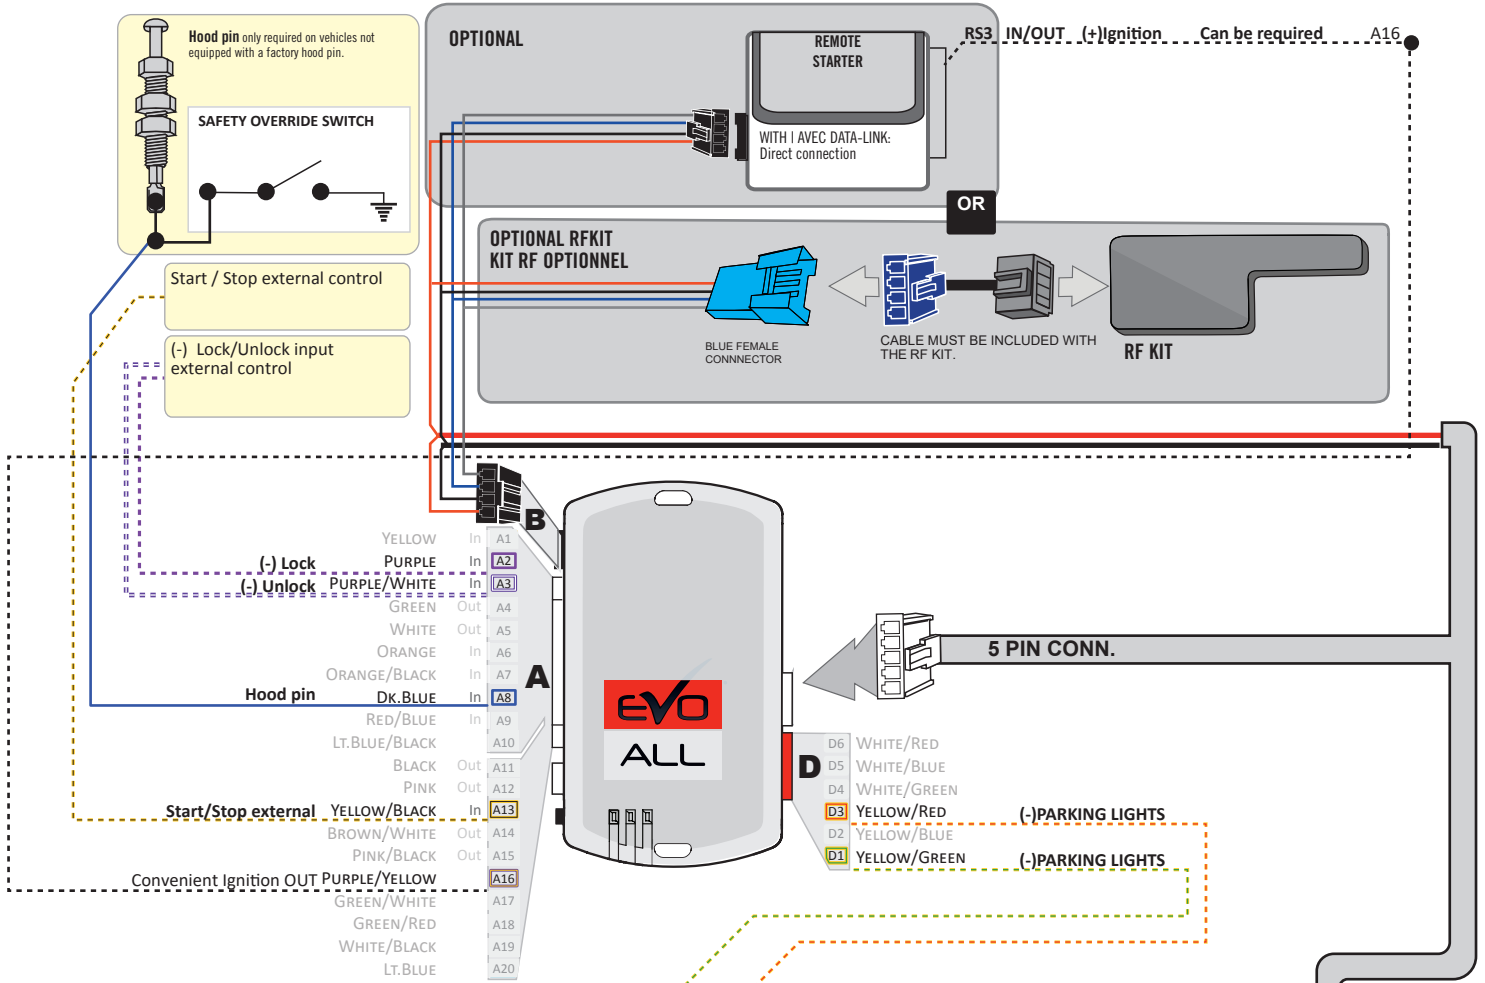 Hood pin only required on vehicles not
equipped with a factory hood pin.
SAFETY OVERRIDE SWITCH
OPTIONAL
REMOTE
STARTER
WITH | AVEC DATA-LINK:
Direct connection
RS3 IN/OUT (+)Ignition Can be required A16
OR
OPTIONAL RFKIT
KIT RF OPTIONNEL
BLUE FEMALE
CONNNECTOR
CABLE MUST BE INCLUDED WITH
THE RF KIT.
RF KIT
Start / Stop external control
(-) Lock/Unlock input
external control
B
A
YELLOW In A1
(-) Lock PURPLE In A2
(-) Unlock PURPLE/WHITE In A3
GREEN Out A4
WHITE Out A5
ORANGE In A6
ORANGE/BLACK In A7
Hood pin DK.BLUE In A8
RED/BLUE In A9
LT.BLUE/BLACK A10
BLACK Out A11
PINK Out A12
Start/Stop external YELLOW/BLACK In A13
BROWN/WHITE Out A14
PINK/BLACK Out A15
Convenient Ignition OUT PURPLE/YELLOW A16
GREEN/WHITE A17
GREEN/RED A18
WHITE/BLACK A19
LT.BLUE A20
EVO
ALL
5 PIN CONN.
D
D6 WHITE/RED
D5 WHITE/BLUE
D4 WHITE/GREEN
D3 YELLOW/RED (-)PARKING LIGHTS
D2 YELLOW/BLUE
D1 YELLOW/GREEN (-)PARKING LIGHTS